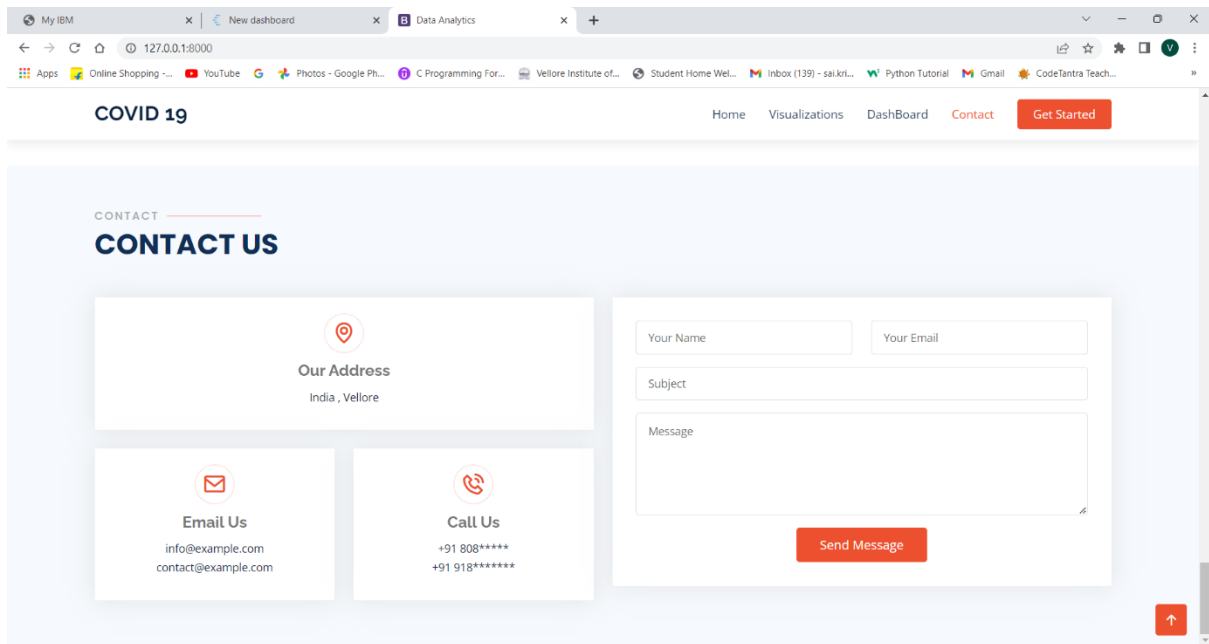 My IBM New dashboard Data Analytics
127.0.0.1:8000
Apps Online Shopping -... YouTube Photos - Google Ph... C Programming For... Vellore Institute of... Student Home Wel... Inbox (139) - sai.kri... Python Tutorial Gmail CodeTantra Teach... »
COVID 19 Home Visualizations DashBoard Contact Get Started
CONTACT
CONTACT US
Our Address
India , Vellore
Email Us
info@example.com
contact@example.com
Call Us
+91 808*****
+91 918*******
Your Name Your Email
Subject
Message
Send Message